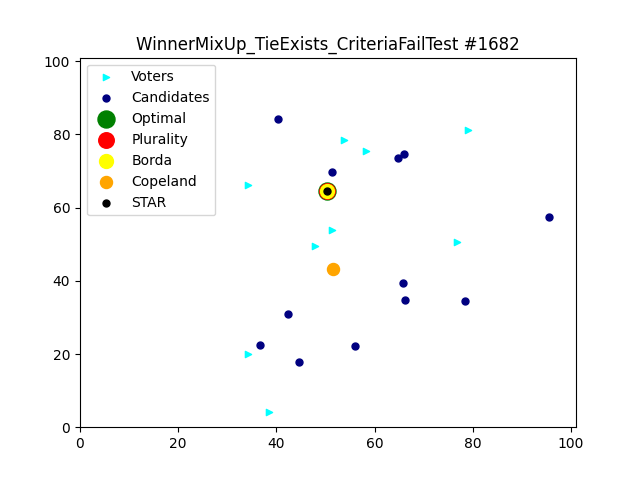 WinnerMixUp_TieExists_CriteriaFailTest #1682
100
80
60
40
20
0
Voters
Candidates
Optimal
Plurality
Borda
Copeland
STAR
0 20 40 60 80 100